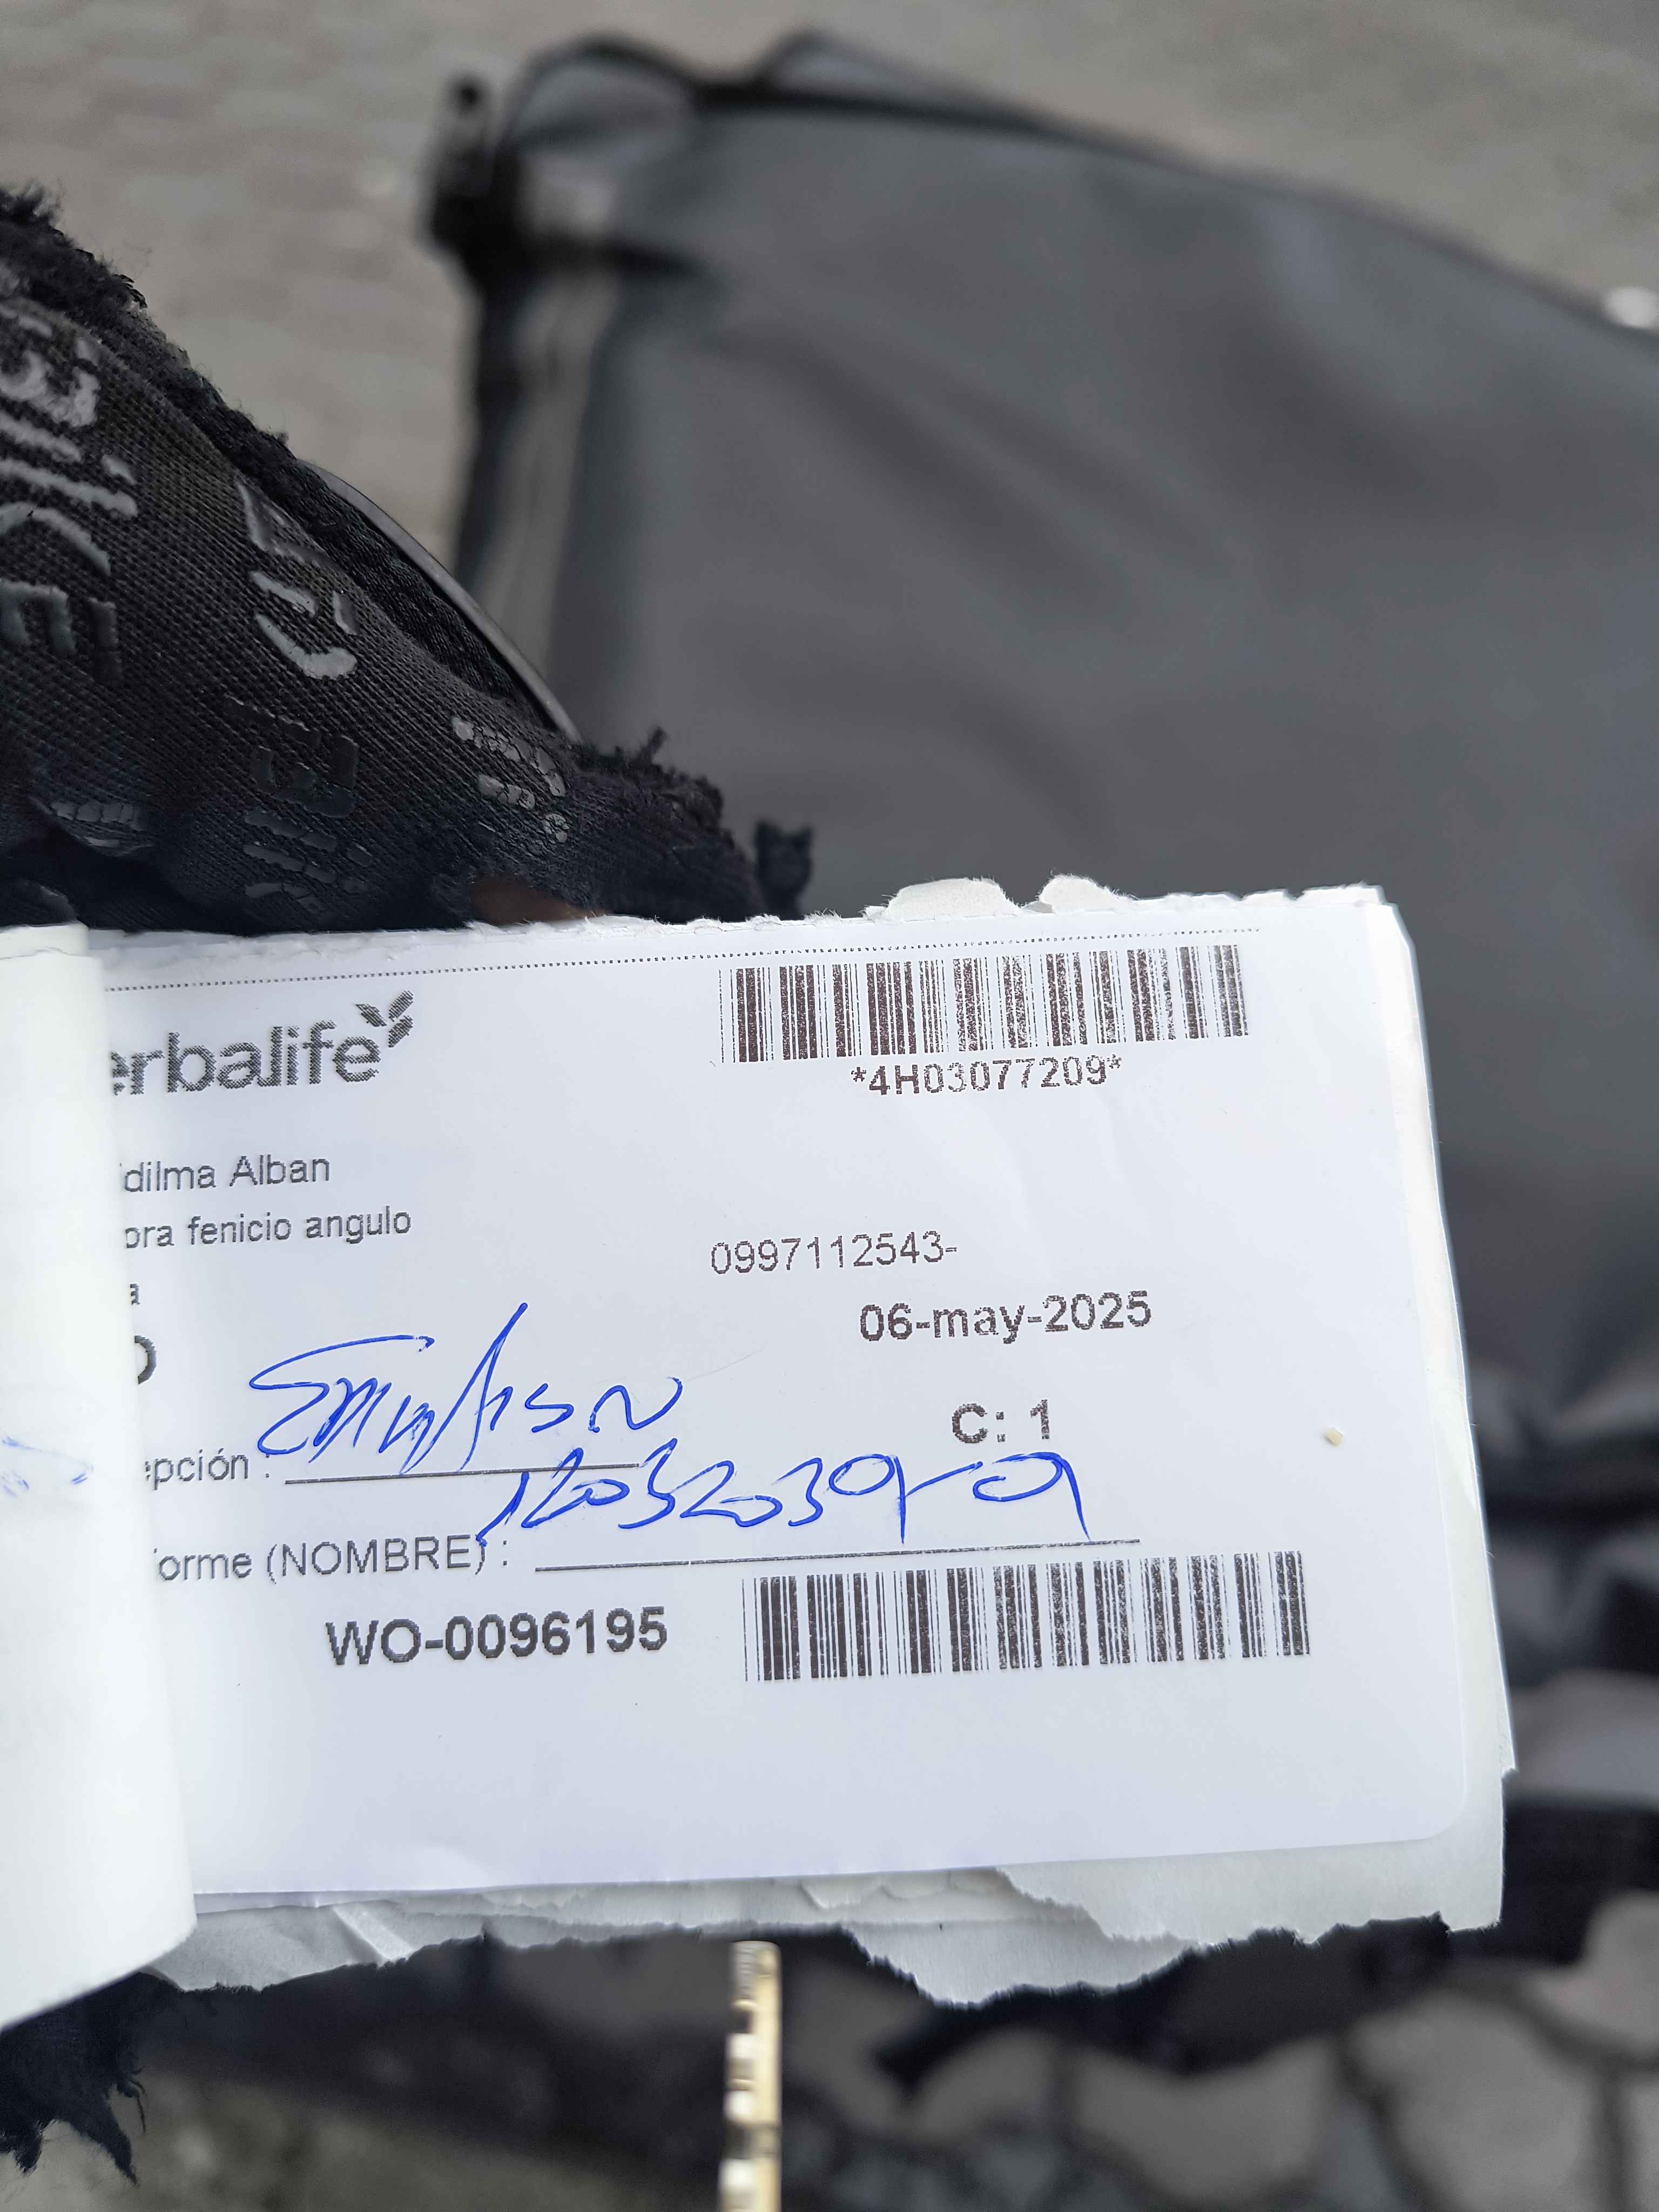 erbalife
*4H03077209*
dilma Alban
ora fenicio angulo
0997112543-
a
06-may-2025
O
C: 1
epción :
orme (NOMBRE) :
WO-0096195